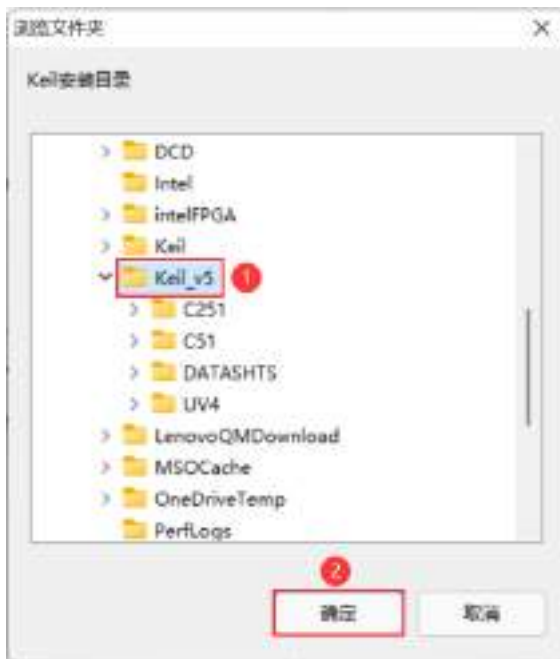 浏览文件夹
Keil安装目录
DCD
Intel
intelFPGA
Keil
Keil_v5
1
C251
C51
DATASHTS
UV4
LenovoQMDownload
MSOCache
OneDriveTemp
PerfLogs
2
确定
取消